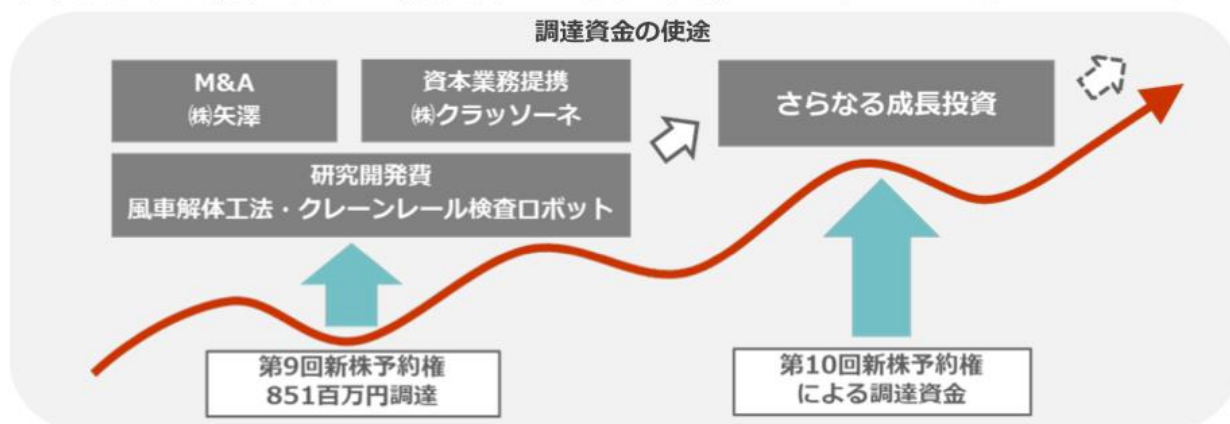 調達資金の使途
M&A
㈱矢澤
資本業務提携
㈱クラッソーネ
研究開発費
風車解体工法・クレーンレール検査ロボット
さらなる成長投資
第9回新株予約権
851百万円調達
第10回新株予約権
による調達資金